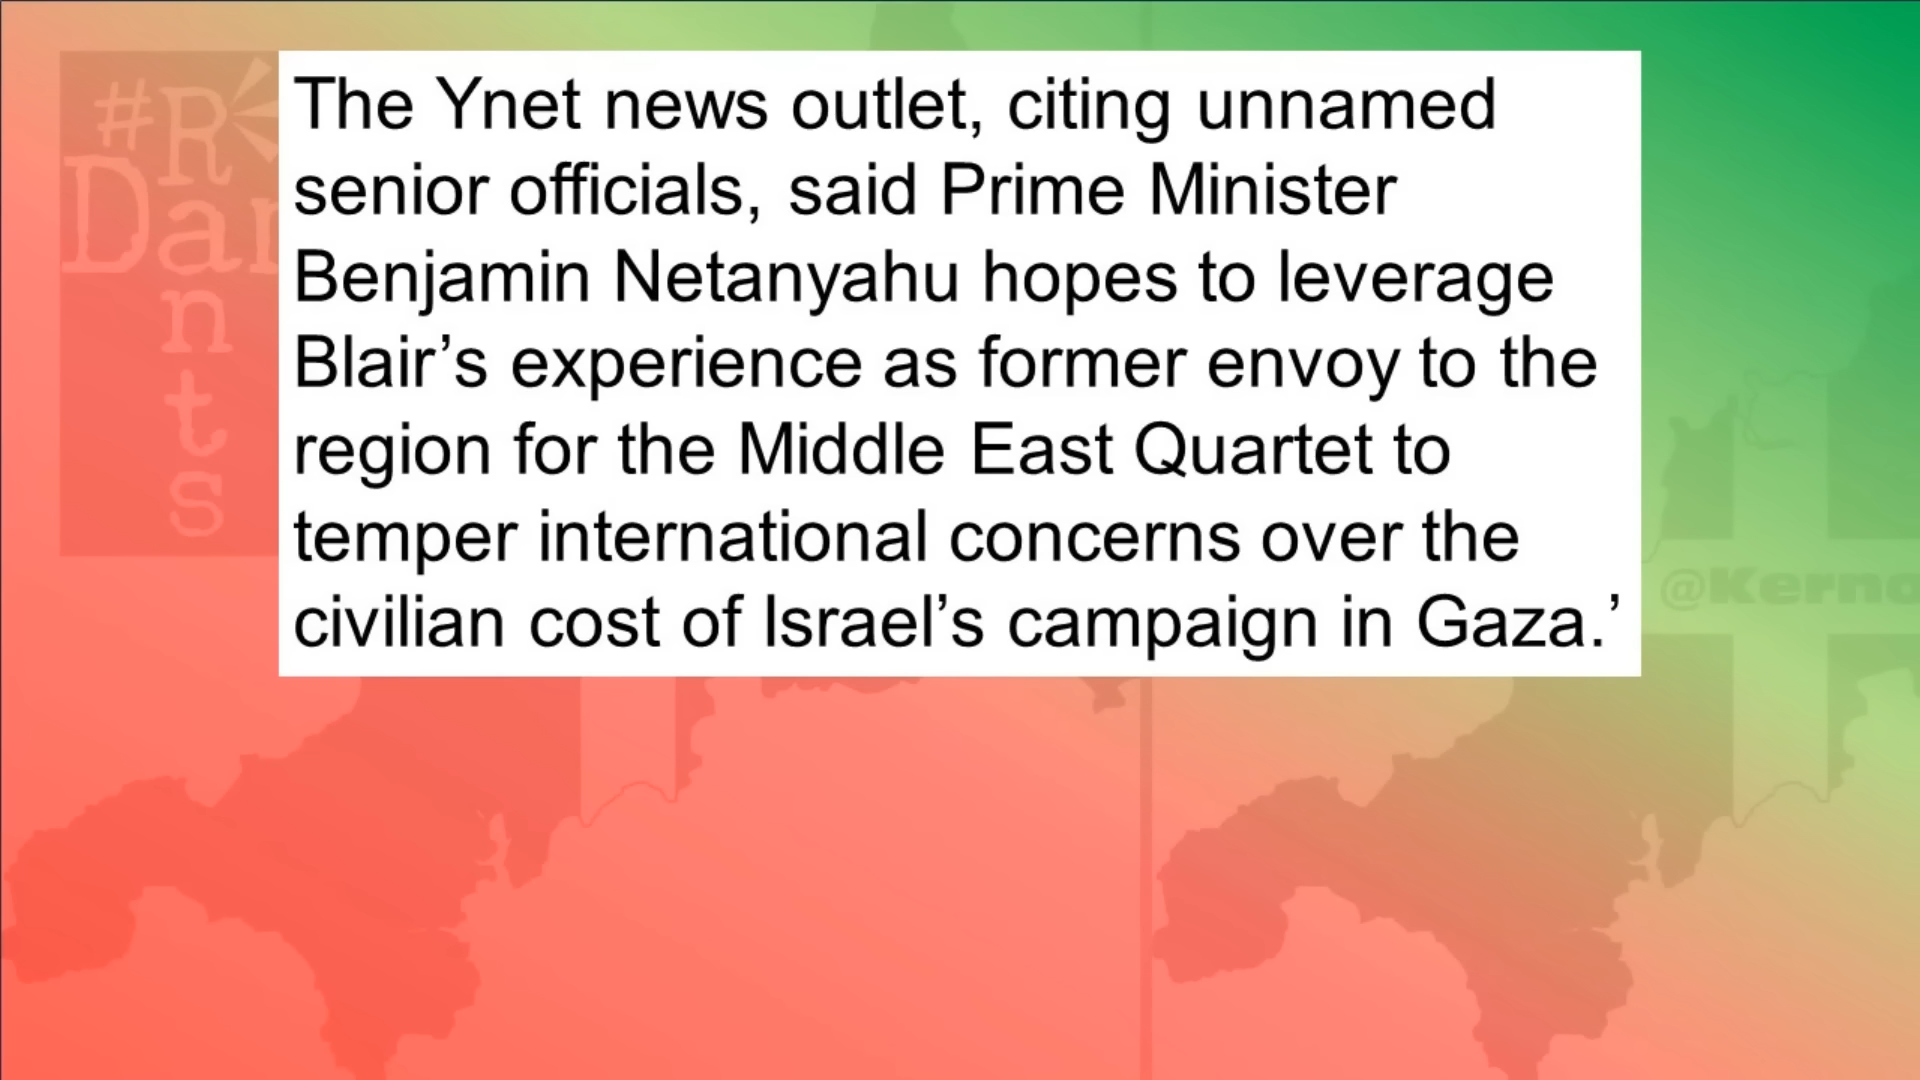 #R
Dar
n
t
s
The Ynet news outlet, citing unnamed
senior officials, said Prime Minister
Benjamin Netanyahu hopes to leverage
Blair’s experience as former envoy to the
region for the Middle East Quartet to
temper international concerns over the
civilian cost of Israel’s campaign in Gaza.’
@Kerno